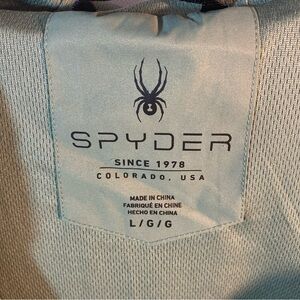 SPYDER
SINCE 1978
COLORADO, USA
MADE IN CHINA
FABRIQUÉ EN CHINE
HECHO EN CHINA
L/G/G